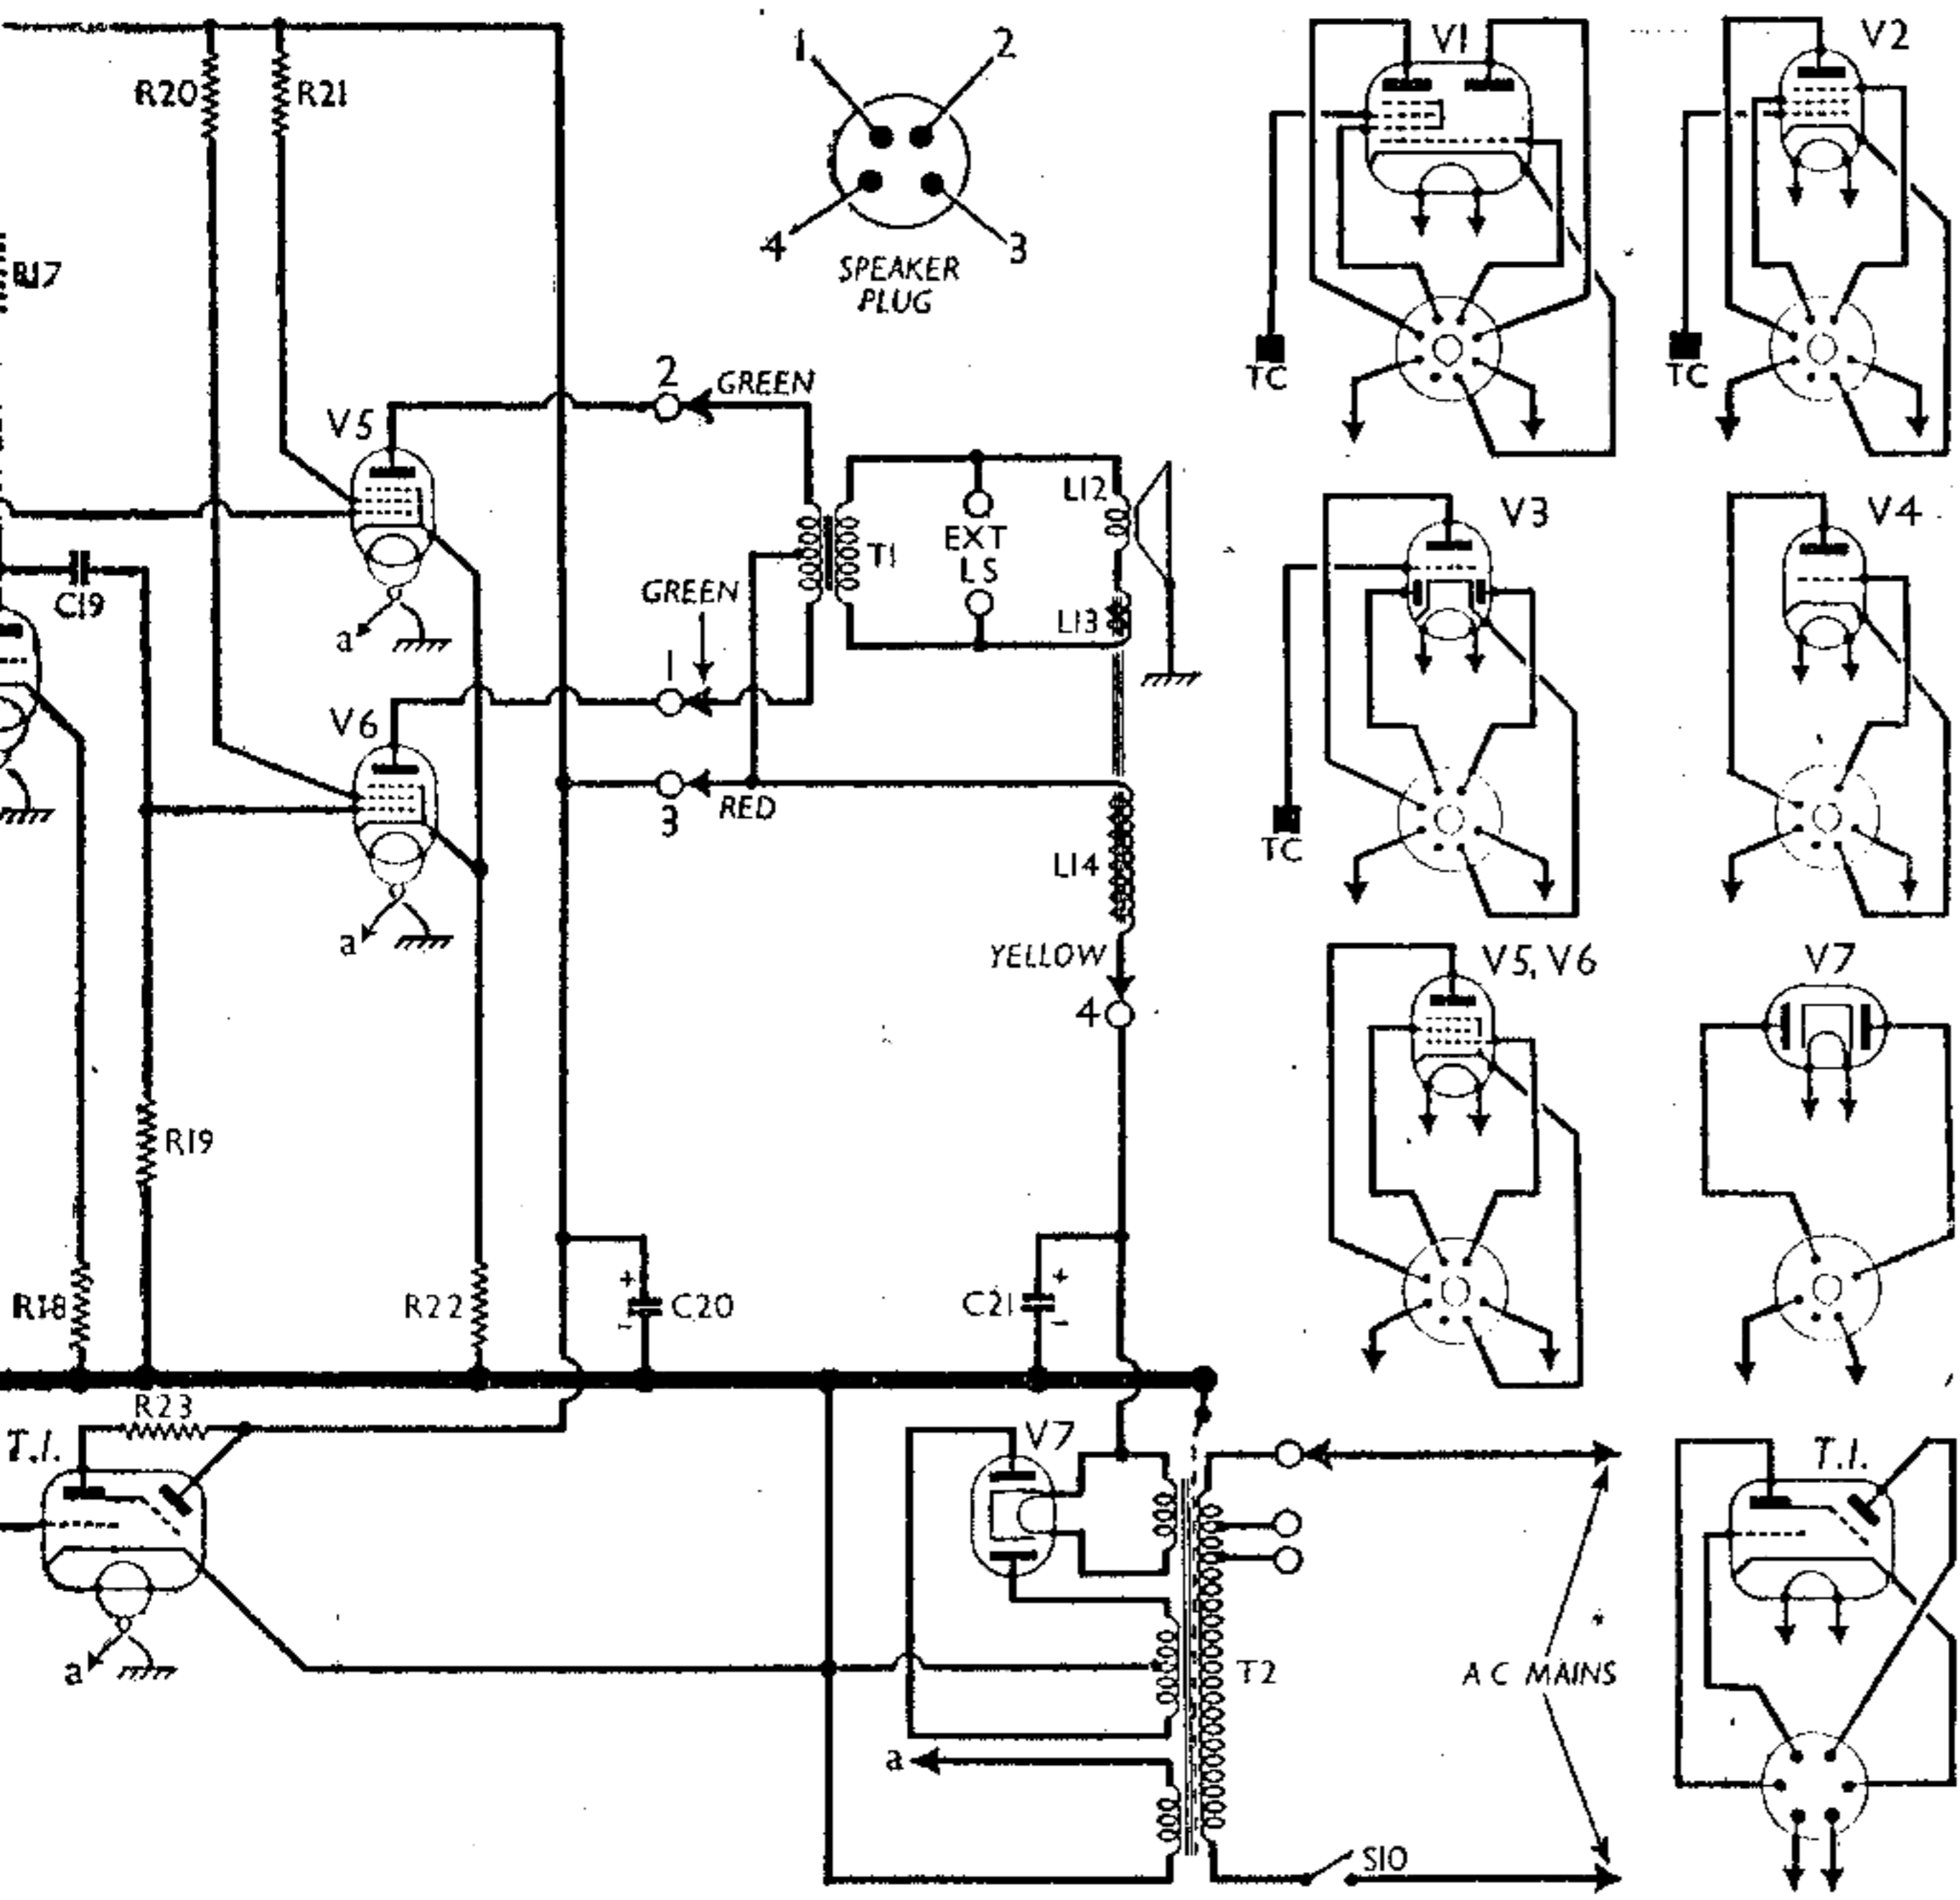 R20
R21
R17
1
2
4
3
SPEAKER
PLUG
V1
TC
V2
TC
2
GREEN
V5
a
C19
GREEN
1
V6
a
3
RED
T1
EXT
LS
L12
L13
L14
YELLOW
4
V3
TC
V4
V5, V6
V7
R19
R18
R22
+
-
C20
C21
+
-
R23
T.I.
a
V7
T2
a
A C MAINS
S10
T.I.